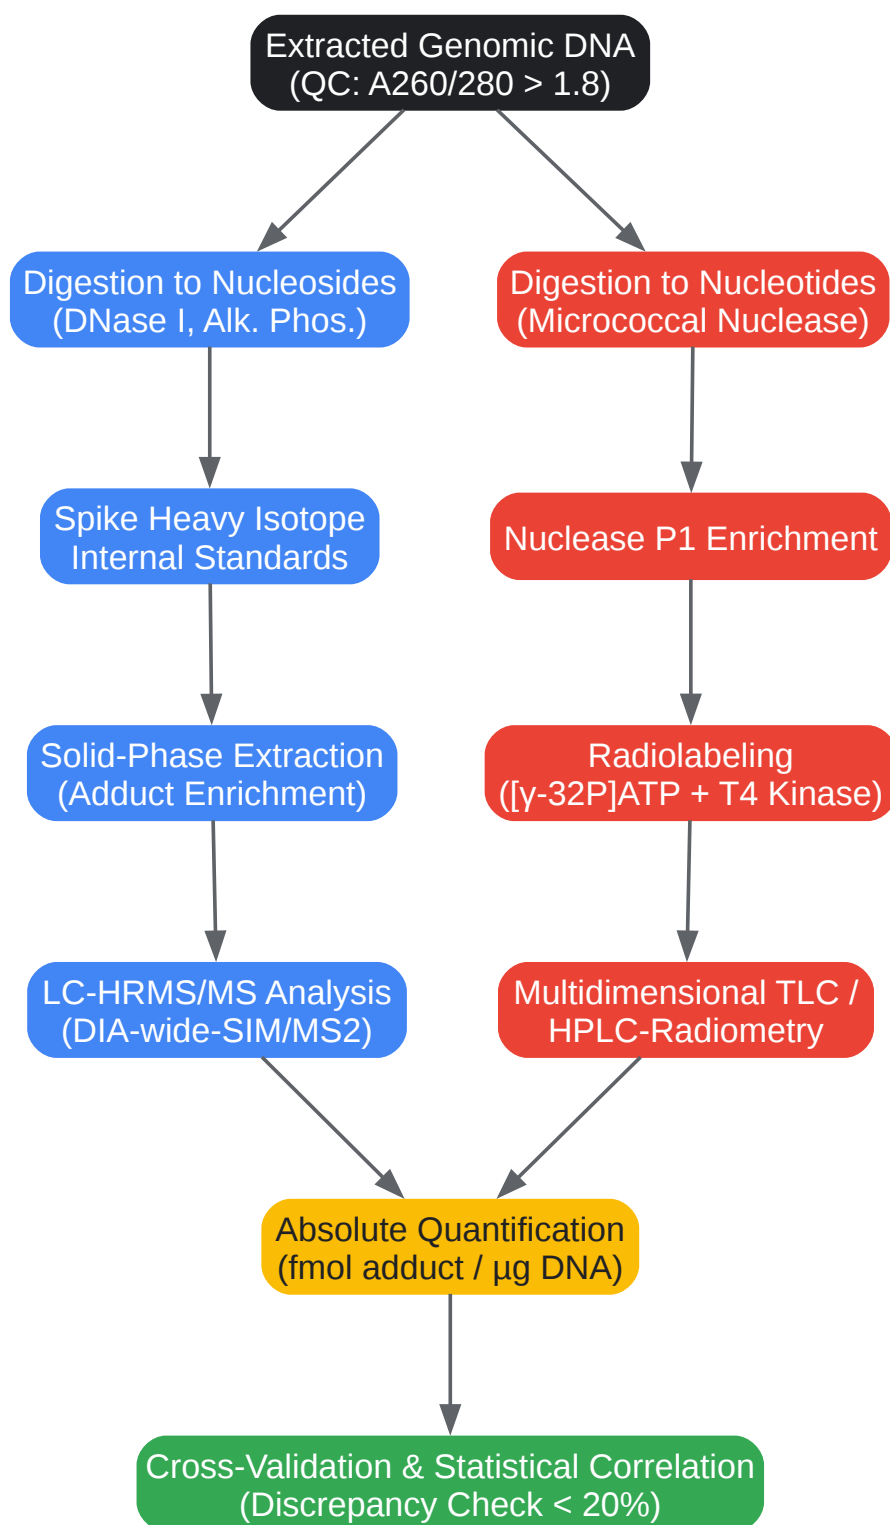 Extracted Genomic DNA
(QC: A260/280 > 1.8)
Digestion to Nucleosides
(DNase I, Alk. Phos.)
Digestion to Nucleotides
(Micrococcal Nuclease)
Spike Heavy Isotope
Internal Standards
Nuclease P1 Enrichment
Solid-Phase Extraction
(Adduct Enrichment)
Radiolabeling
([γ-32P]ATP + T4 Kinase)
LC-HRMS/MS Analysis
(DIA-wide-SIM/MS2)
Multidimensional TLC /
HPLC-Radiometry
Absolute Quantification
(fmol adduct / µg DNA)
Cross-Validation & Statistical Correlation
(Discrepancy Check < 20%)